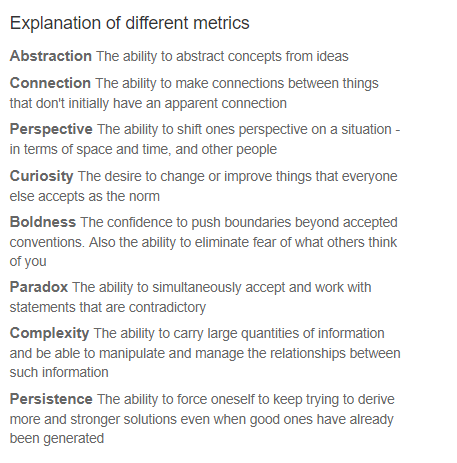 Explanation of different metrics
Abstraction The ability to abstract concepts from ideas
Connection The ability to make connections between things
that don't initially have an apparent connection
Perspective The ability to shift ones perspective on a situation -
in terms of space and time, and other people
Curiosity The desire to change or improve things that everyone
else accepts as the norm
Boldness The confidence to push boundaries beyond accepted
conventions. Also the ability to eliminate fear of what others think
of you
Paradox The ability to simultaneously accept and work with
statements that are contradictory
Complexity The ability to carry large quantities of information
and be able to manipulate and manage the relationships between
such information
Persistence The ability to force oneself to keep trying to derive
more and stronger solutions even when good ones have already
been generated